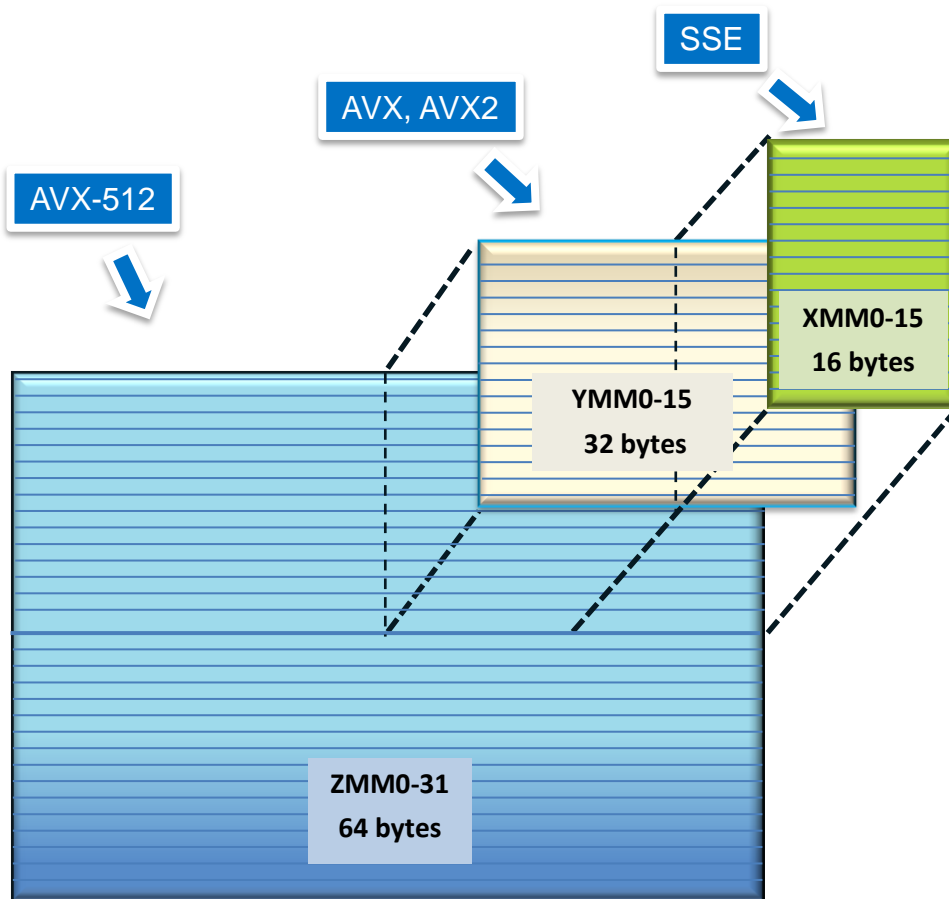 SSE
AVX, AVX2
AVX-512
XMM0-15
16 bytes
YMM0-15
32 bytes
ZMM0-31
64 bytes